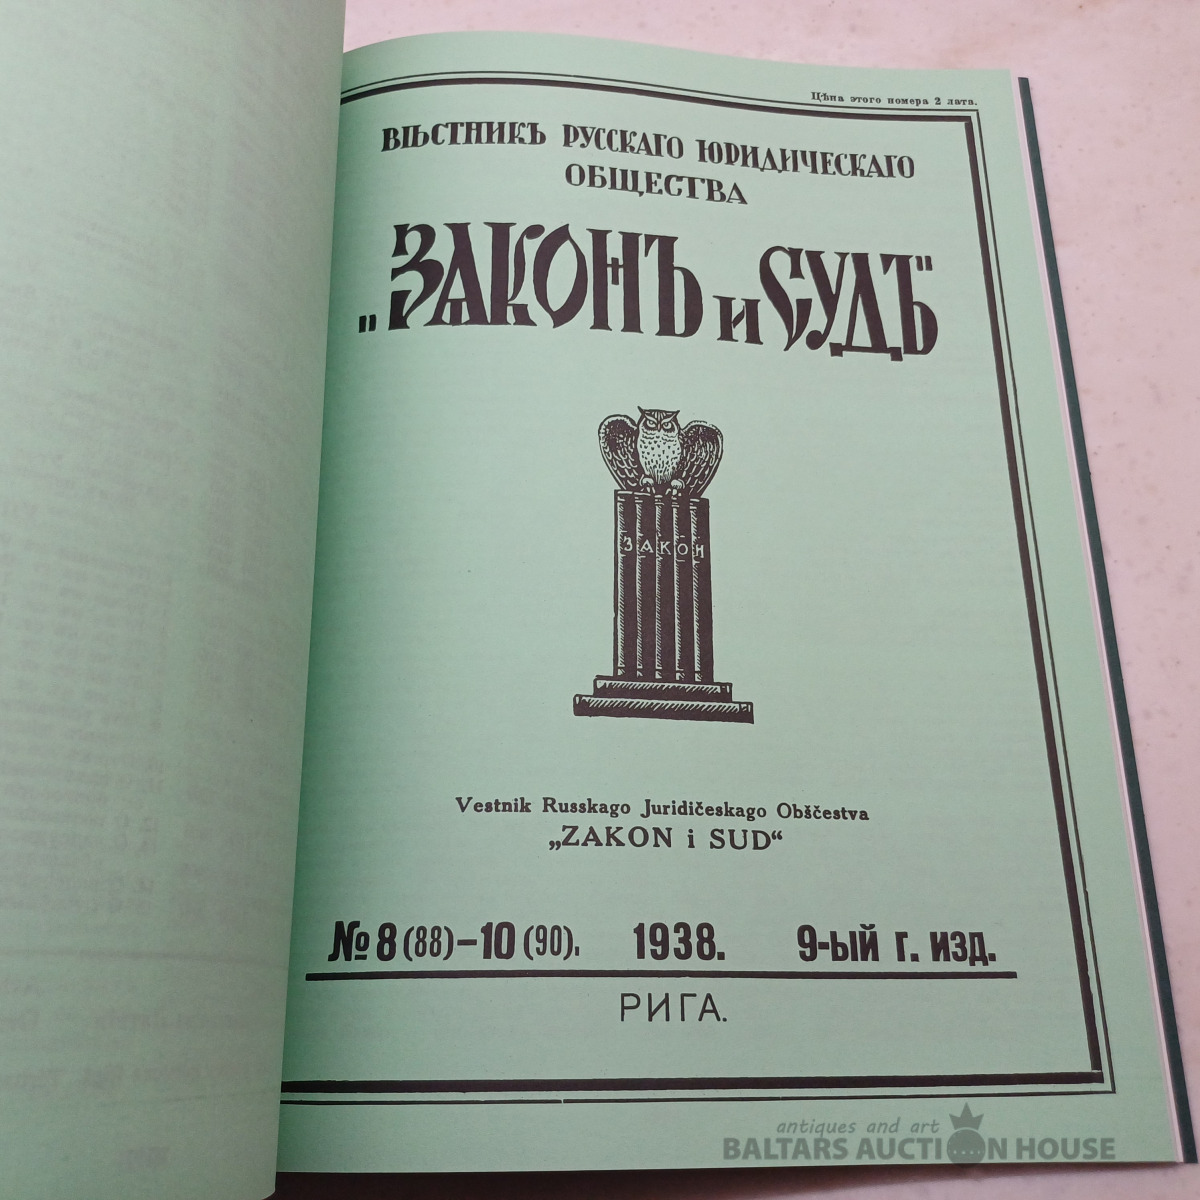 Цѣна этого номера 2 лата.
ВѢСТНИКЪ РУССКАГО ЮРИДИЧЕСКАГО
ОБЩЕСТВА
„ЗАКОНЪ и СУДЪ"
ЗАКОН
Vestnik Russkago Juridičeskago Obščestva
„ZAKON i SUD“
№ 8 (88)–10 (90). 1938. 9-ый г. изд.
РИГА.
antiques and art
BALTARS AUCTION HOUSE